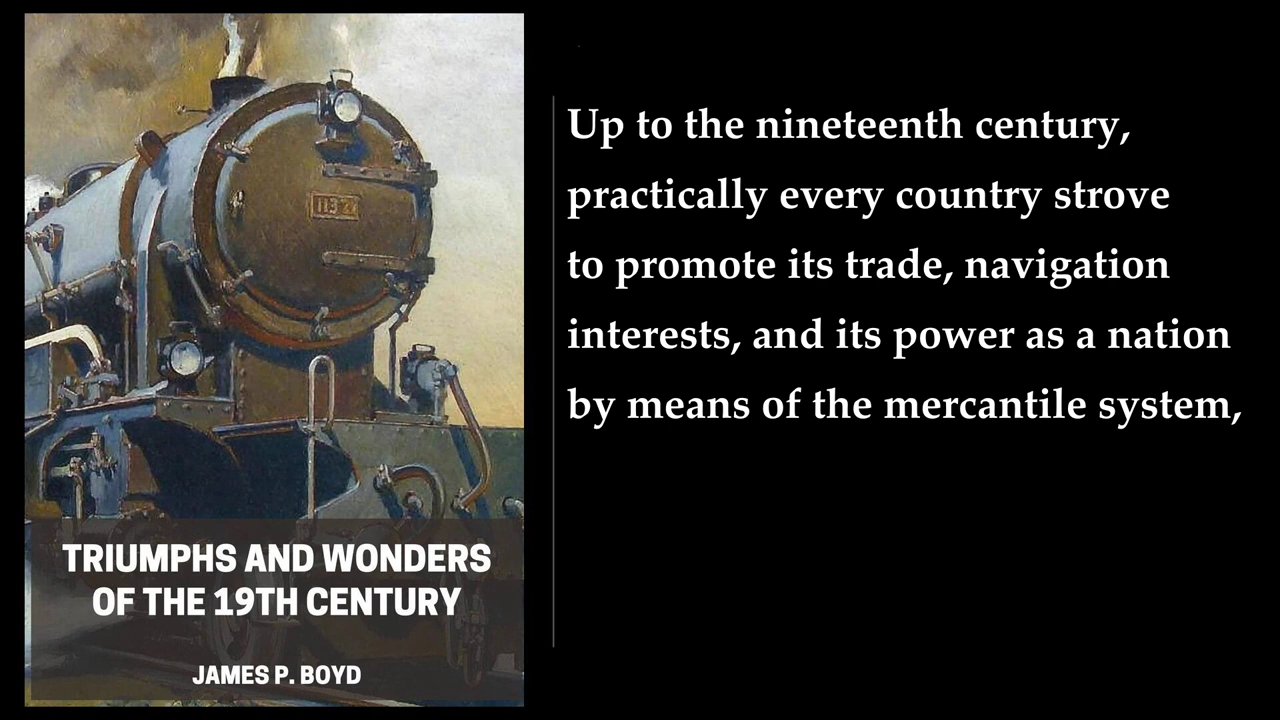 Up to the nineteenth century,
practically every country strove
to promote its trade, navigation
interests, and its power as a nation
by means of the mercantile system,
TRIUMPHS AND WONDERS
OF THE 19TH CENTURY
JAMES P. BOYD